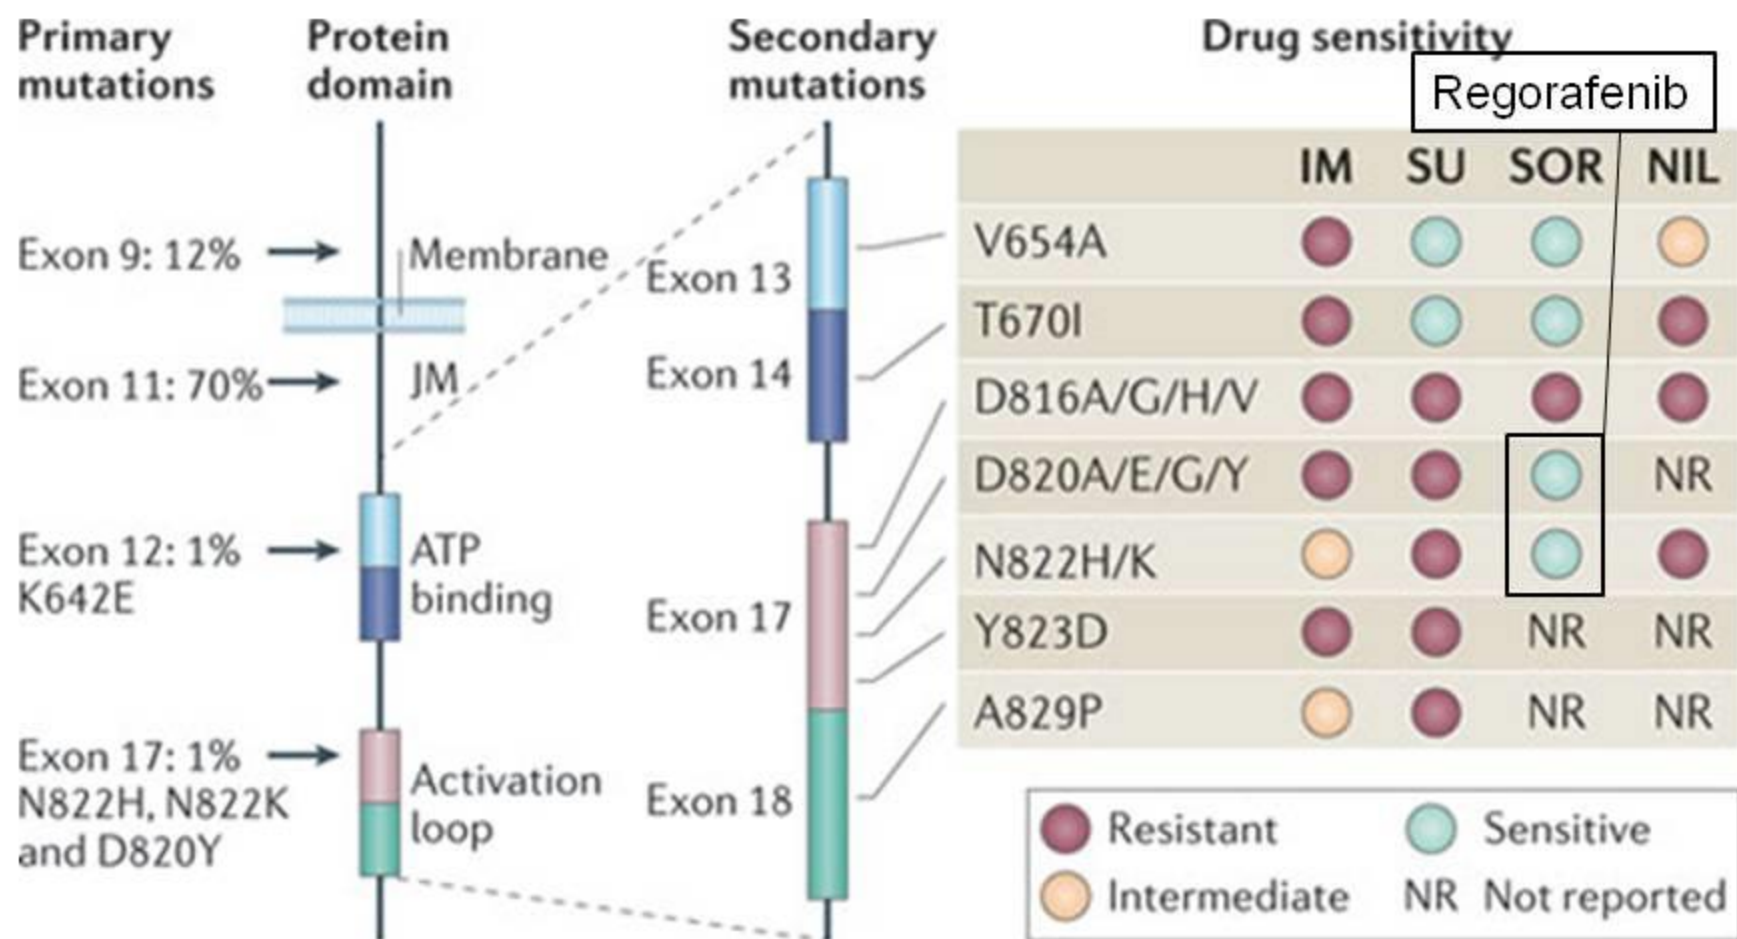 Primary
mutations
Protein
domain
Secondary
mutations
Drug sensitivity
Regorafenib
Exon 9: 12%
Membrane
Exon 11: 70%
JM
Exon 12: 1%
K642E
ATP
binding
Exon 17: 1%
N822H, N822K
and D820Y
Activation
loop
Exon 13
Exon 14
Exon 17
Exon 18
IM SU SOR NIL
V654A
T670I
D816A/G/H/V
D820A/E/G/Y NR
N822H/K
Y823D NR NR
A829P NR NR
Resistant Sensitive
Intermediate NR Not reported